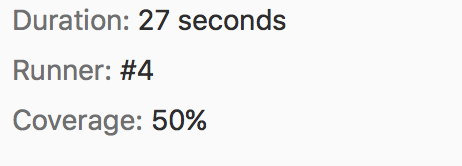 Duration: 27 seconds
Runner: #4
Coverage: 50%